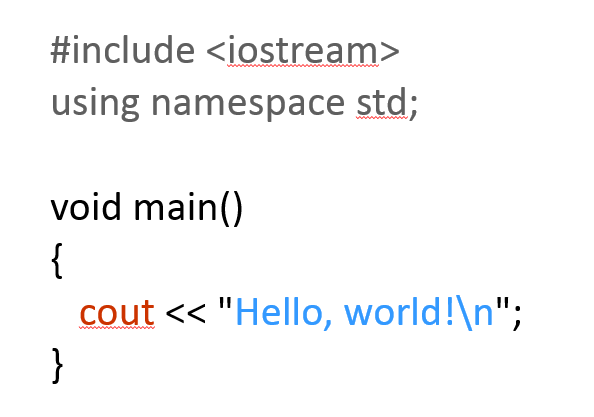 #include <iostream>
using namespace std;
void main()
{
cout << "Hello, world!\n";
}